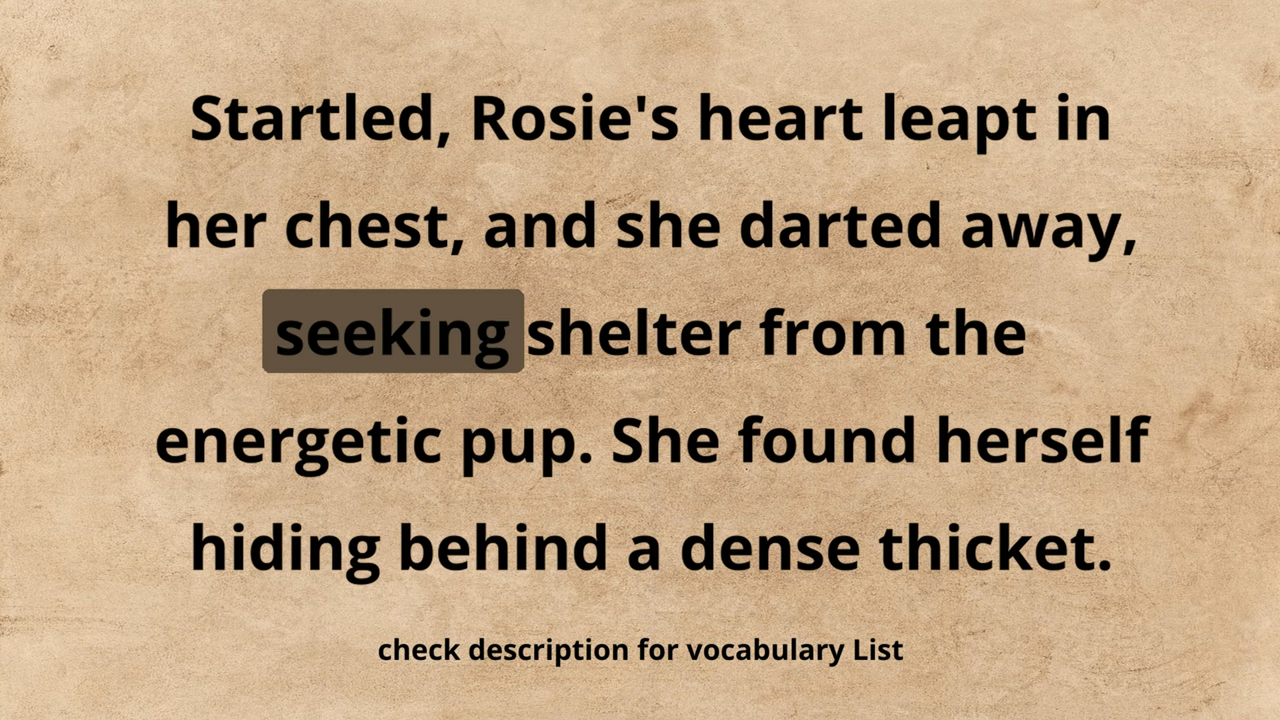 Startled, Rosie's heart leapt in
her chest, and she darted away,
seeking shelter from the
energetic pup. She found herself
hiding behind a dense thicket.
check description for vocabulary List